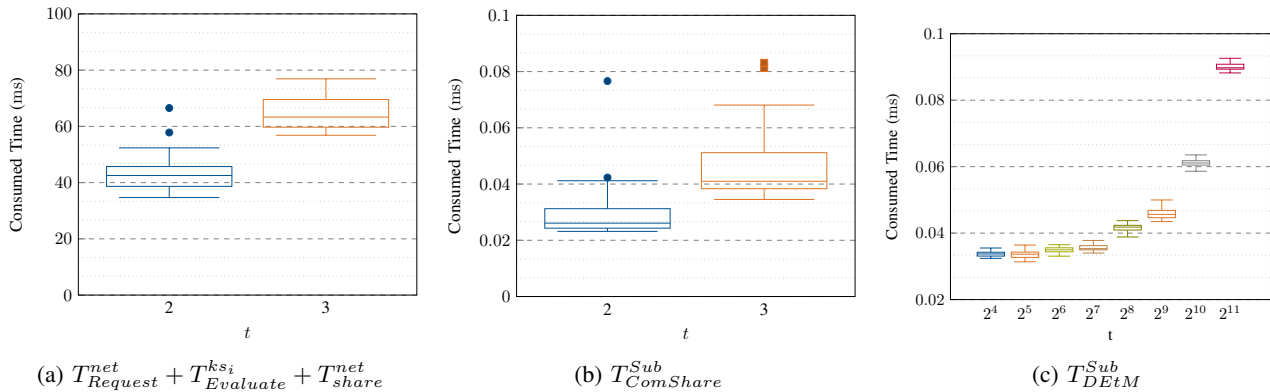 100
80
60
40
20
0
Consumed Time (ms)
2 3
t
(a) T^{net}_{Request} + T^{ks_i}_{Evaluate} + T^{net}_{share}
0.1
0.08
0.06
0.04
0.02
0
Consumed Time (ms)
2 3
t
(b) T^{Sub}_{ComShare}
0.1
0.08
0.06
0.04
0.02
Consumed Time (ms)
2^4 2^5 2^6 2^7 2^8 2^9 2^{10} 2^{11}
t
(c) T^{Sub}_{DEtM}